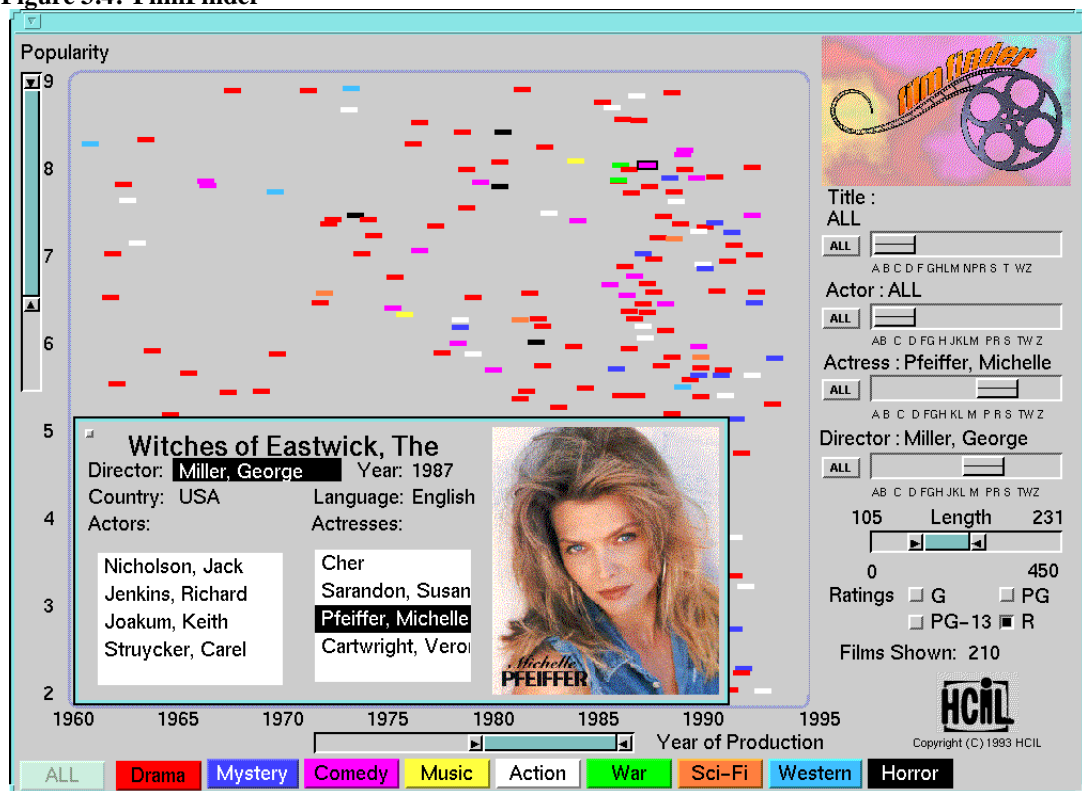 Figure 3.4: FilmFinder
Popularity
9
8
7
6
5
4
3
2
1960 1965 1970 1975 1980 1985 1990 1995
Year of Production
film finder
Title :
ALL
ALL
A B C D F GHLM NPR S T WZ
Actor : ALL
ALL
AB C D FG H JKLM PR S TW Z
Actress : Pfeiffer, Michelle
ALL
A B C D FGH KL M P R S TW Z
Director : Miller, George
ALL
AB C D FGH JKL M PR S TWZ
105 Length 231
0 450
Ratings G PG
PG-13 R
Films Shown: 210
HCIL
Copyright (C) 1993 HCIL
Witches of Eastwick, The
Director: Miller, George Year: 1987
Country: USA Language: English
Actors: Actresses:
Nicholson, Jack
Jenkins, Richard
Joakum, Keith
Struycker, Carel
Cher
Sarandon, Susan
Pfeiffer, Michelle
Cartwright, Vero
Michelle
PFEIFFER
ALL Drama Mystery Comedy Music Action War Sci-Fi Western Horror